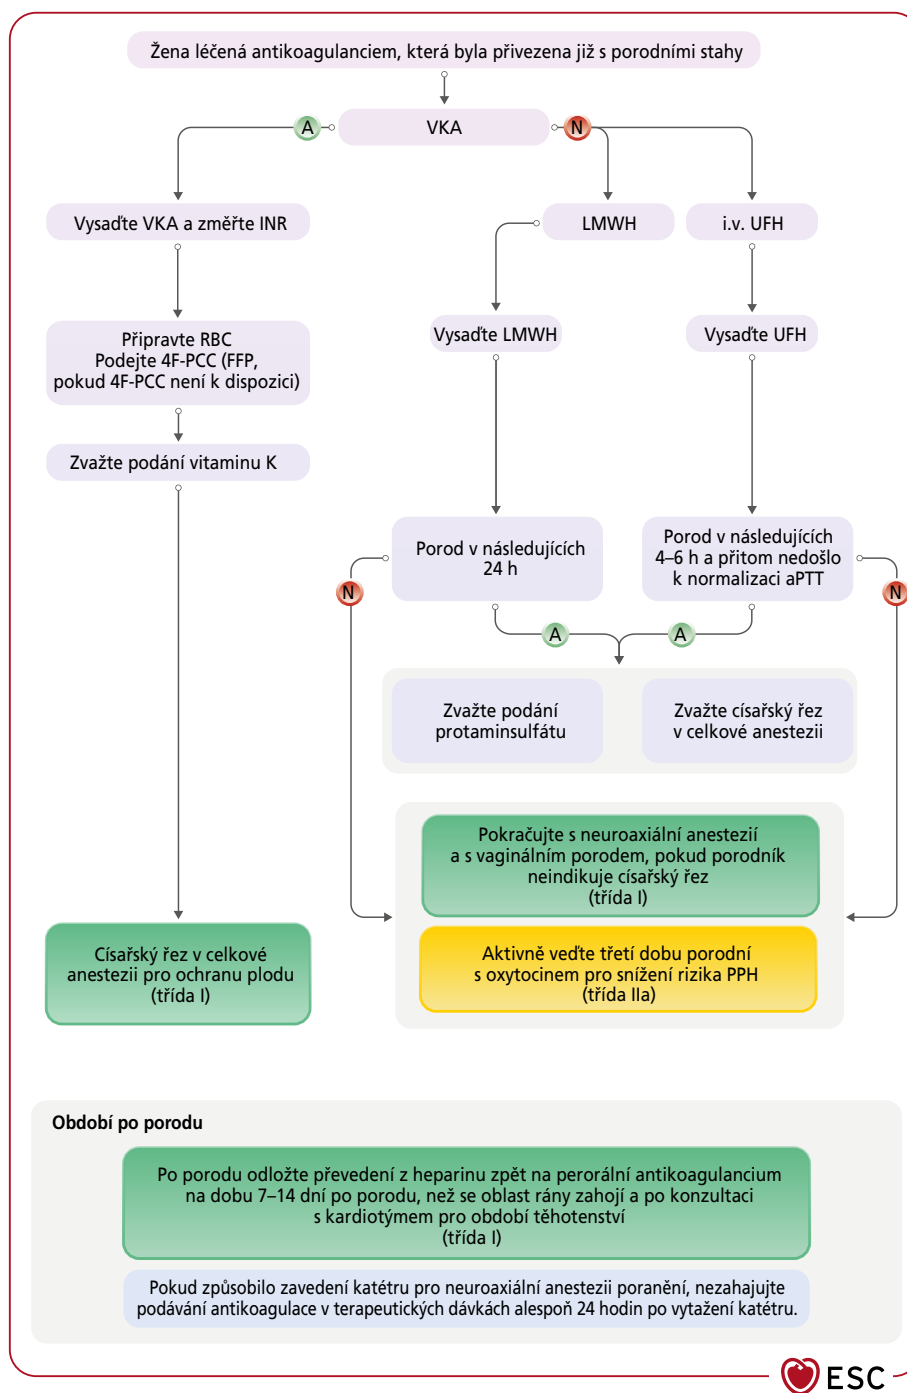 Žena léčená antikoagulanciem, která byla přivezena již s porodními stahy
A
VKA
N
Vysaďte VKA a změřte INR
LMWH
i.v. UFH
Připravte RBC
Podejte 4F-PCC (FFP,
pokud 4F-PCC není k dispozici)
Vysaďte LMWH
Vysaďte UFH
Zvažte podání vitaminu K
Porod v následujících
24 h
Porod v následujících
4–6 h a přitom nedošlo
k normalizaci aPTT
N
N
A
A
Zvažte podání
protaminsulfátu
Zvažte císařský řez
v celkové anestezii
Pokračujte s neuroaxiální anestezií
a s vaginálním porodem, pokud porodník
neindikuje císařský řez
(třída I)
Císařský řez v celkové
anestezii pro ochranu plodu
(třída I)
Aktivně veďte třetí dobu porodní
s oxytocinem pro snížení rizika PPH
(třída IIa)
Období po porodu
Po porodu odložte převedení z heparinu zpět na perorální antikoagulancium
na dobu 7–14 dní po porodu, než se oblast rány zahojí a po konzultaci
s kardiotýmem pro období těhotenství
(třída I)
Pokud způsobilo zavedení katétru pro neuroaxiální anestezii poranění, nezahajujte
podávání antikoagulace v terapeutických dávkách alespoň 24 hodin po vytažení katétru.
ESC